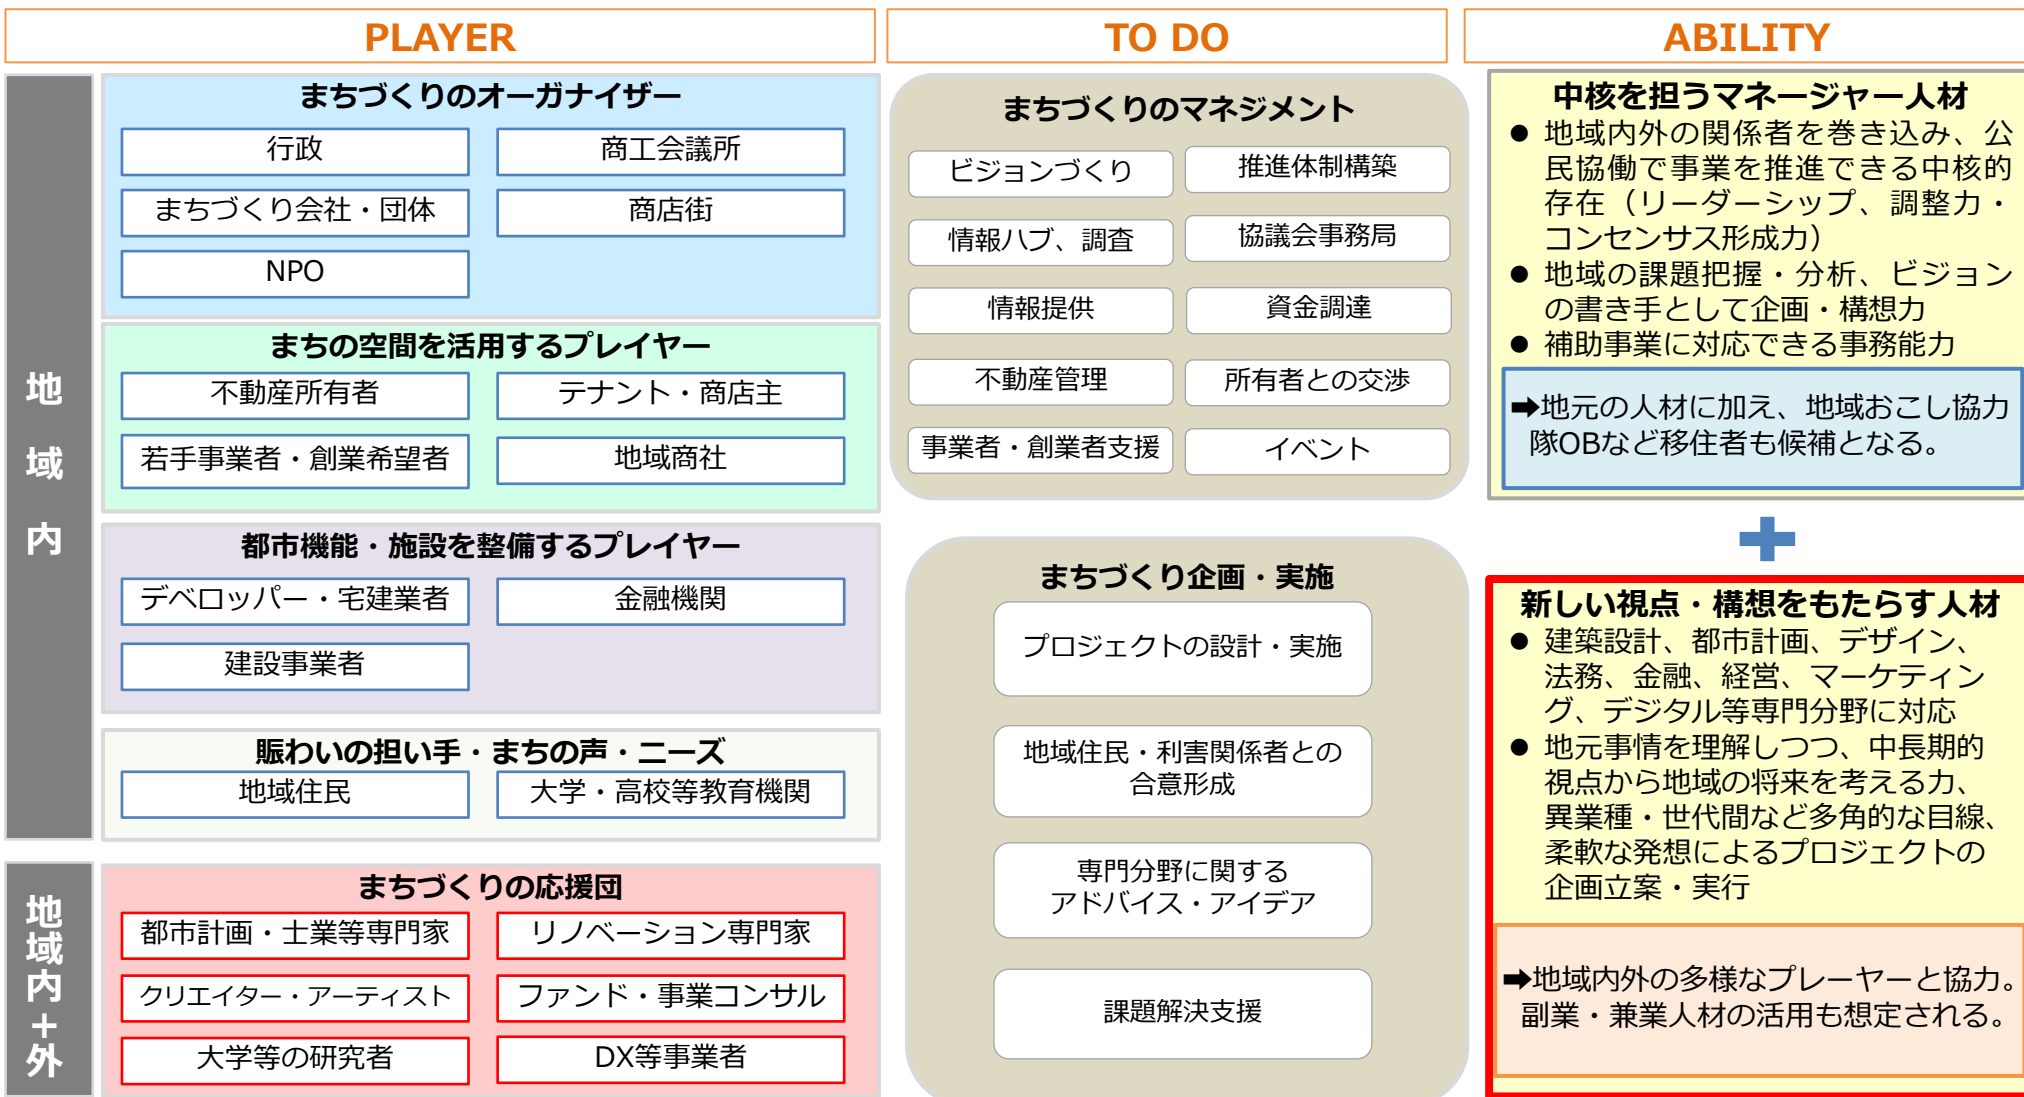 PLAYER
TO DO
ABILITY
地域内
まちづくりのオーガナイザー
行政
商工会議所
まちづくり会社・団体
商店街
NPO
まちの空間を活用するプレイヤー
不動産所有者
テナント・商店主
若手事業者・創業希望者
地域商社
都市機能・施設を整備するプレイヤー
デベロッパー・宅建業者
金融機関
建設事業者
賑わいの担い手・まちの声・ニーズ
地域住民
大学・高校等教育機関
地域内+外
まちづくりの応援団
都市計画・士業等専門家
リノベーション専門家
クリエイター・アーティスト
ファンド・事業コンサル
大学等の研究者
DX等事業者
まちづくりのマネジメント
ビジョンづくり
推進体制構築
情報ハブ、調査
協議会事務局
情報提供
資金調達
不動産管理
所有者との交渉
事業者・創業者支援
イベント
まちづくり企画・実施
プロジェクトの設計・実施
地域住民・利害関係者との
合意形成
専門分野に関する
アドバイス・アイデア
課題解決支援
中核を担うマネージャー人材
● 地域内外の関係者を巻き込み、公
民協働で事業を推進できる中核的
存在（リーダーシップ、調整力・
コンセンサス形成力）
● 地域の課題把握・分析、ビジョン
の書き手として企画・構想力
● 補助事業に対応できる事務能力
➡地元の人材に加え、地域おこし協力
隊OBなど移住者も候補となる。
+
新しい視点・構想をもたらす人材
● 建築設計、都市計画、デザイン、
法務、金融、経営、マーケティン
グ、デジタル等専門分野に対応
● 地元事情を理解しつつ、中長期的
視点から地域の将来を考える力、
異業種・世代間など多角的な目線、
柔軟な発想によるプロジェクトの
企画立案・実行
➡地域内外の多様なプレーヤーと協力。
副業・兼業人材の活用も想定される。